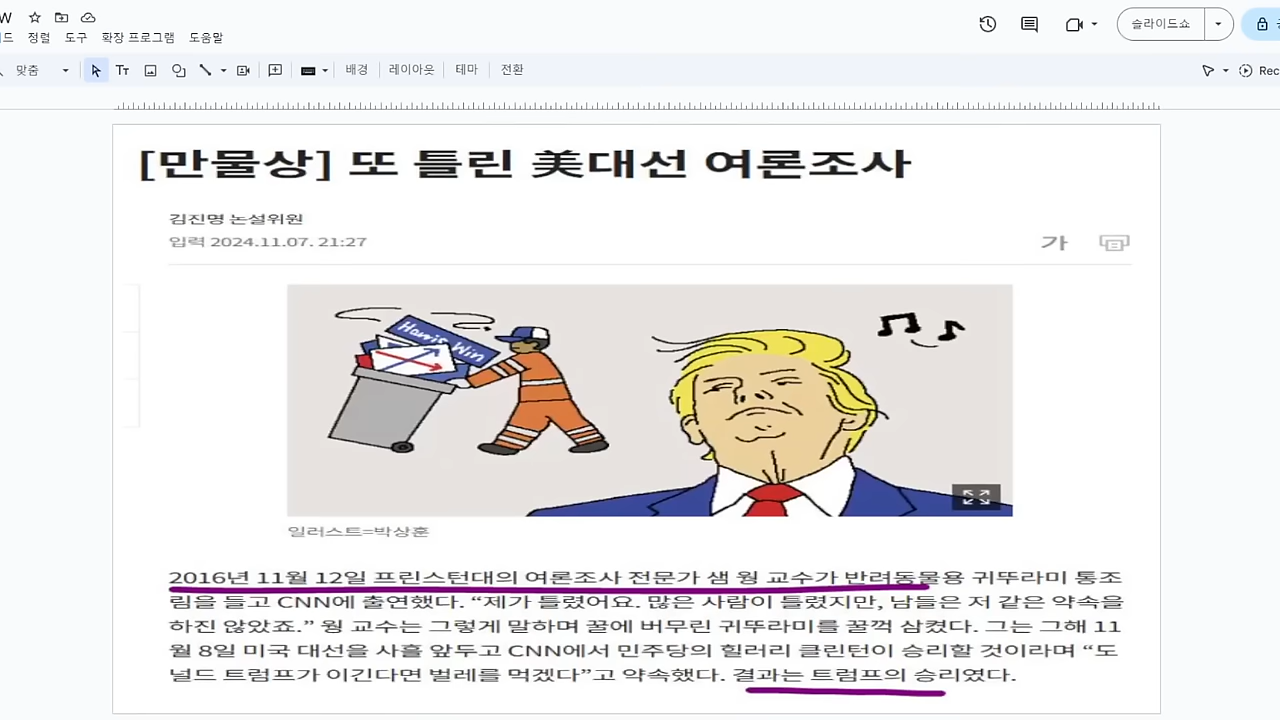 W
드 정렬 도구 확장 프로그램 도움말
슬라이드쇼
맞춤 Tт 배경 레이아웃 테마 전환 Rec
[만물상] 또 틀린 美대선 여론조사
김진명 논설위원
입력 2024.11.07. 21:27
가
Harris Win
일러스트=박상훈
2016년 11월 12일 프린스턴대의 여론조사 전문가 샘 웡 교수가 반려동물용 귀뚜라미 통조
림을 들고 CNN에 출연했다. “제가 틀렸어요. 많은 사람이 틀렸지만, 남들은 저 같은 약속을
하진 않았죠.” 웡 교수는 그렇게 말하며 꿀에 버무린 귀뚜라미를 꿀꺽 삼켰다. 그는 그해 11
월 8일 미국 대선을 사흘 앞두고 CNN에서 민주당의 힐러리 클린턴이 승리할 것이라며 “도
널드 트럼프가 이긴다면 벌레를 먹겠다”고 약속했다. 결과는 트럼프의 승리였다.